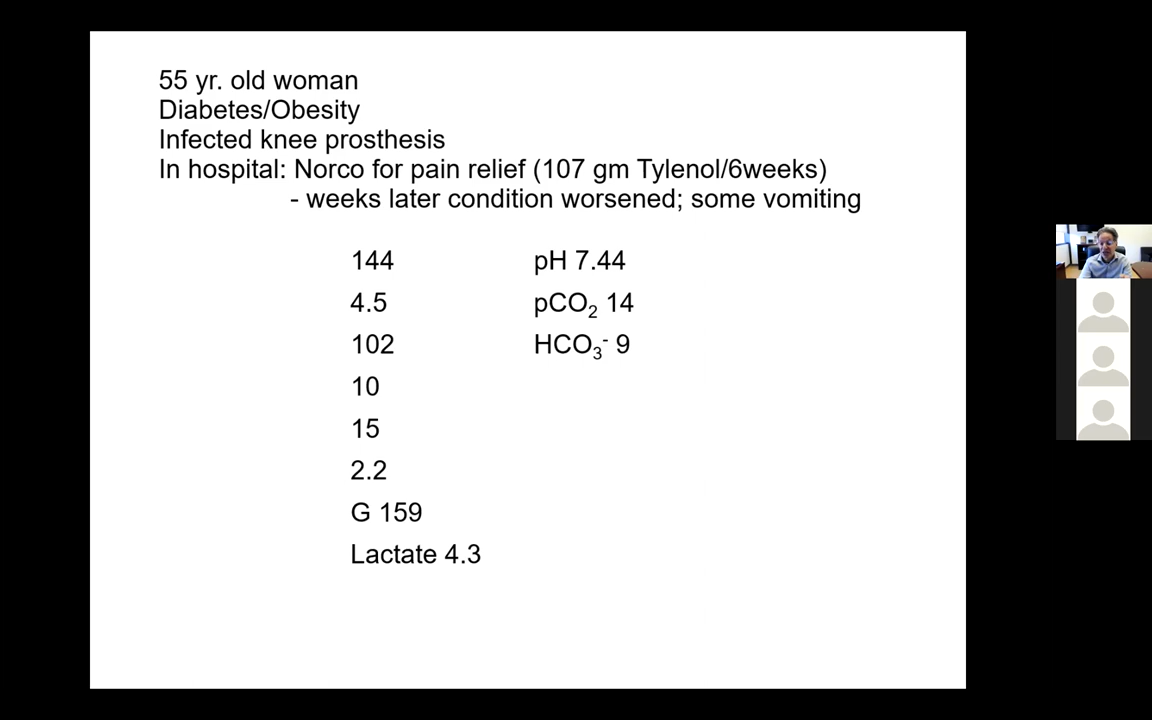 55 yr. old woman
Diabetes/Obesity
Infected knee prosthesis
In hospital: Norco for pain relief (107 gm Tylenol/6weeks)
- weeks later condition worsened; some vomiting
144
4.5
102
10
15
2.2
G 159
Lactate 4.3
pH 7.44
pCO₂ 14
HCO₃⁻ 9